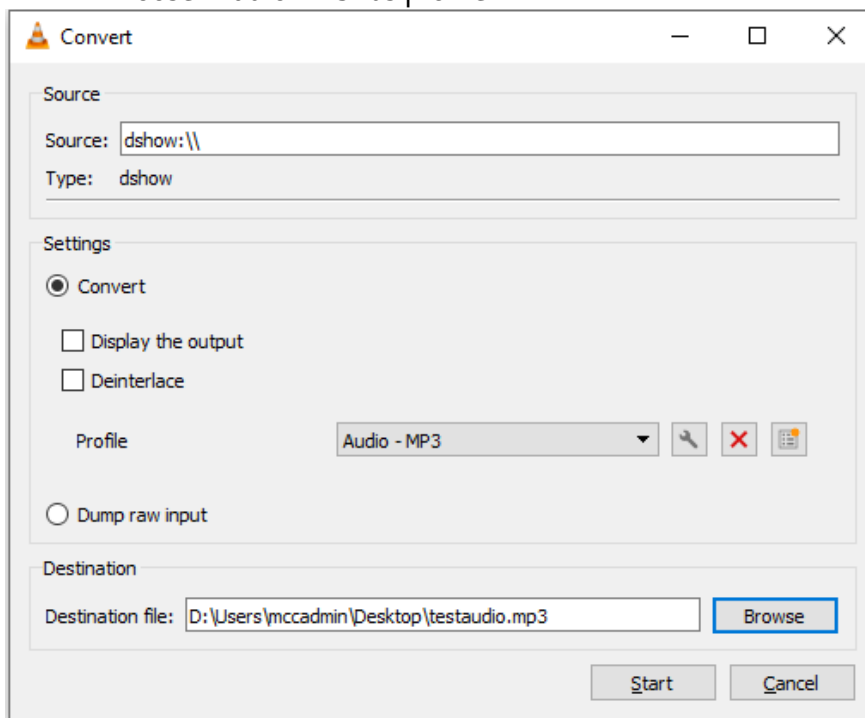 Convert
Source
Source: dshow:\\
Type: dshow
Settings
Convert
Display the output
Deinterlace
Profile Audio - MP3
Dump raw input
Destination
Destination file: D:\Users\mccadmin\Desktop\testaudio.mp3 Browse
Start Cancel